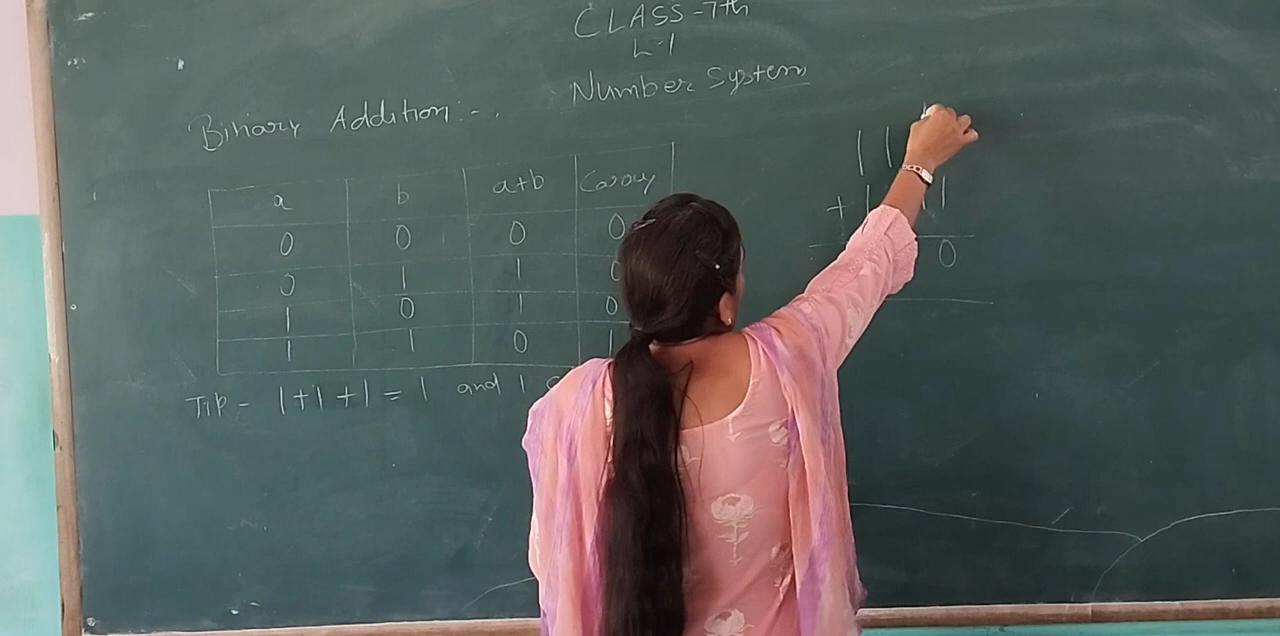 CLASS-7th
L-1
Number System
Binary Addition:-
a b a+b Carry
0 0 0 0
0 1 1 0
1 0 1 0
1 1 0 1
Tip - 1+1+1 = 1 and 1
1 1
+ 1 1 1
0